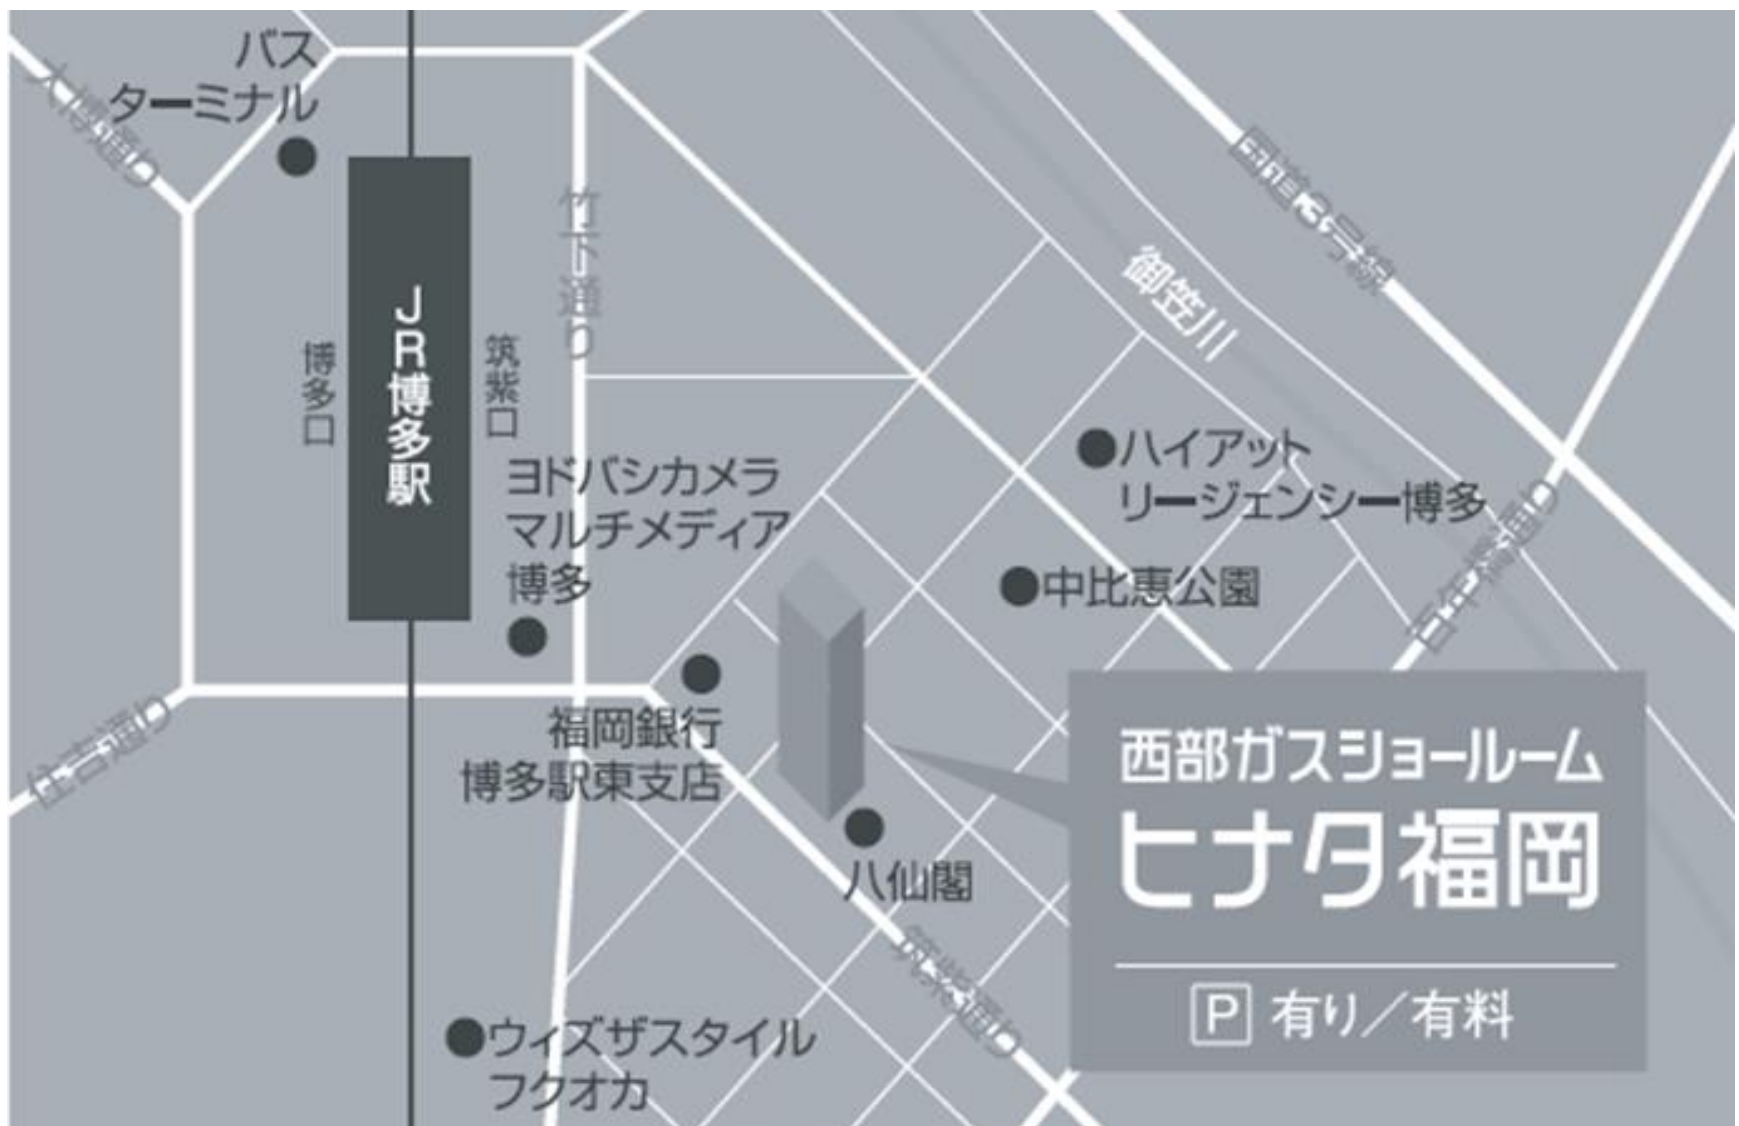 バス
ターミナル
大博通り
国道3号線
竹下通り
御笠川
JR博多駅
博多口
筑紫口
ハイアット
リージェンシー博多
ヨドバシカメラ
マルチメディア
博多
百年橋通り
中比恵公園
住吉通り
福岡銀行
博多駅東支店
西部ガスショールーム
ヒナタ福岡
八仙閣
筑紫通り
P 有り／有料
ウィズザスタイル
フクオカ